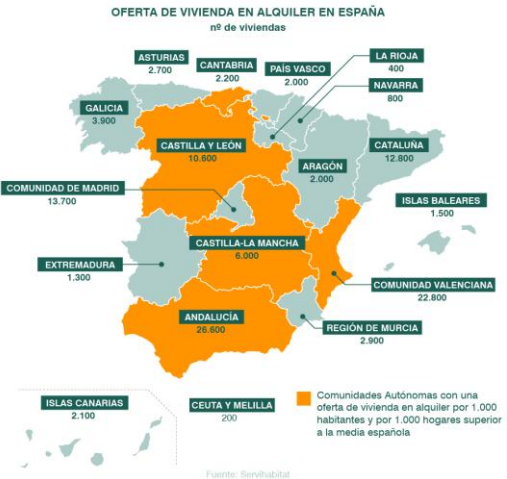 OFERTA DE VIVIENDA EN ALQUILER EN ESPAÑA
nº de viviendas
ASTURIAS
2.700
CANTABRIA
2.200
PAÍS VASCO
2.000
LA RIOJA
400
NAVARRA
800
GALICIA
3.900
CASTILLA Y LEÓN
10.600
ARAGÓN
2.000
CATALUÑA
12.800
COMUNIDAD DE MADRID
13.700
ISLAS BALEARES
1.500
CASTILLA-LA MANCHA
6.000
EXTREMADURA
1.300
COMUNIDAD VALENCIANA
22.800
ANDALUCÍA
26.600
REGIÓN DE MURCIA
2.900
ISLAS CANARIAS
2.100
CEUTA Y MELILLA
200
Comunidades Autónomas con una
oferta de vivienda en alquiler por 1.000
habitantes y por 1.000 hogares superior
a la media española
Fuente: Servihabitat